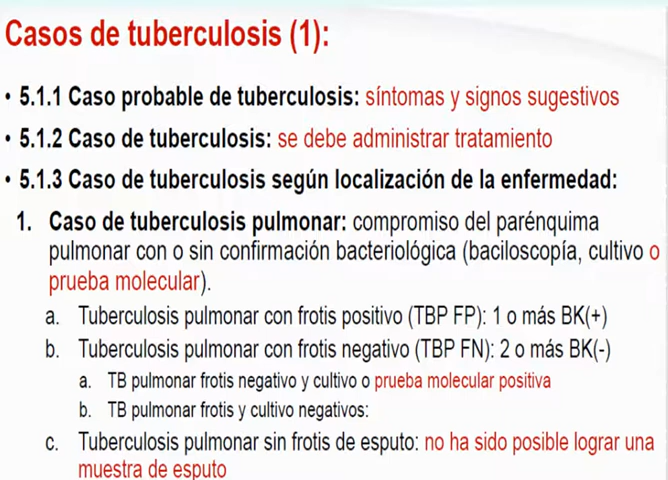 Casos de tuberculosis (1):
• 5.1.1 Caso probable de tuberculosis: síntomas y signos sugestivos
• 5.1.2 Caso de tuberculosis: se debe administrar tratamiento
• 5.1.3 Caso de tuberculosis según localización de la enfermedad:
1. Caso de tuberculosis pulmonar: compromiso del parénquima
pulmonar con o sin confirmación bacteriológica (baciloscopía, cultivo o
prueba molecular).
a. Tuberculosis pulmonar con frotis positivo (TBP FP): 1 o más BK(+)
b. Tuberculosis pulmonar con frotis negativo (TBP FN): 2 o más BK(-)
a. TB pulmonar frotis negativo y cultivo o prueba molecular positiva
b. TB pulmonar frotis y cultivo negativos:
c. Tuberculosis pulmonar sin frotis de esputo: no ha sido posible lograr una
muestra de esputo